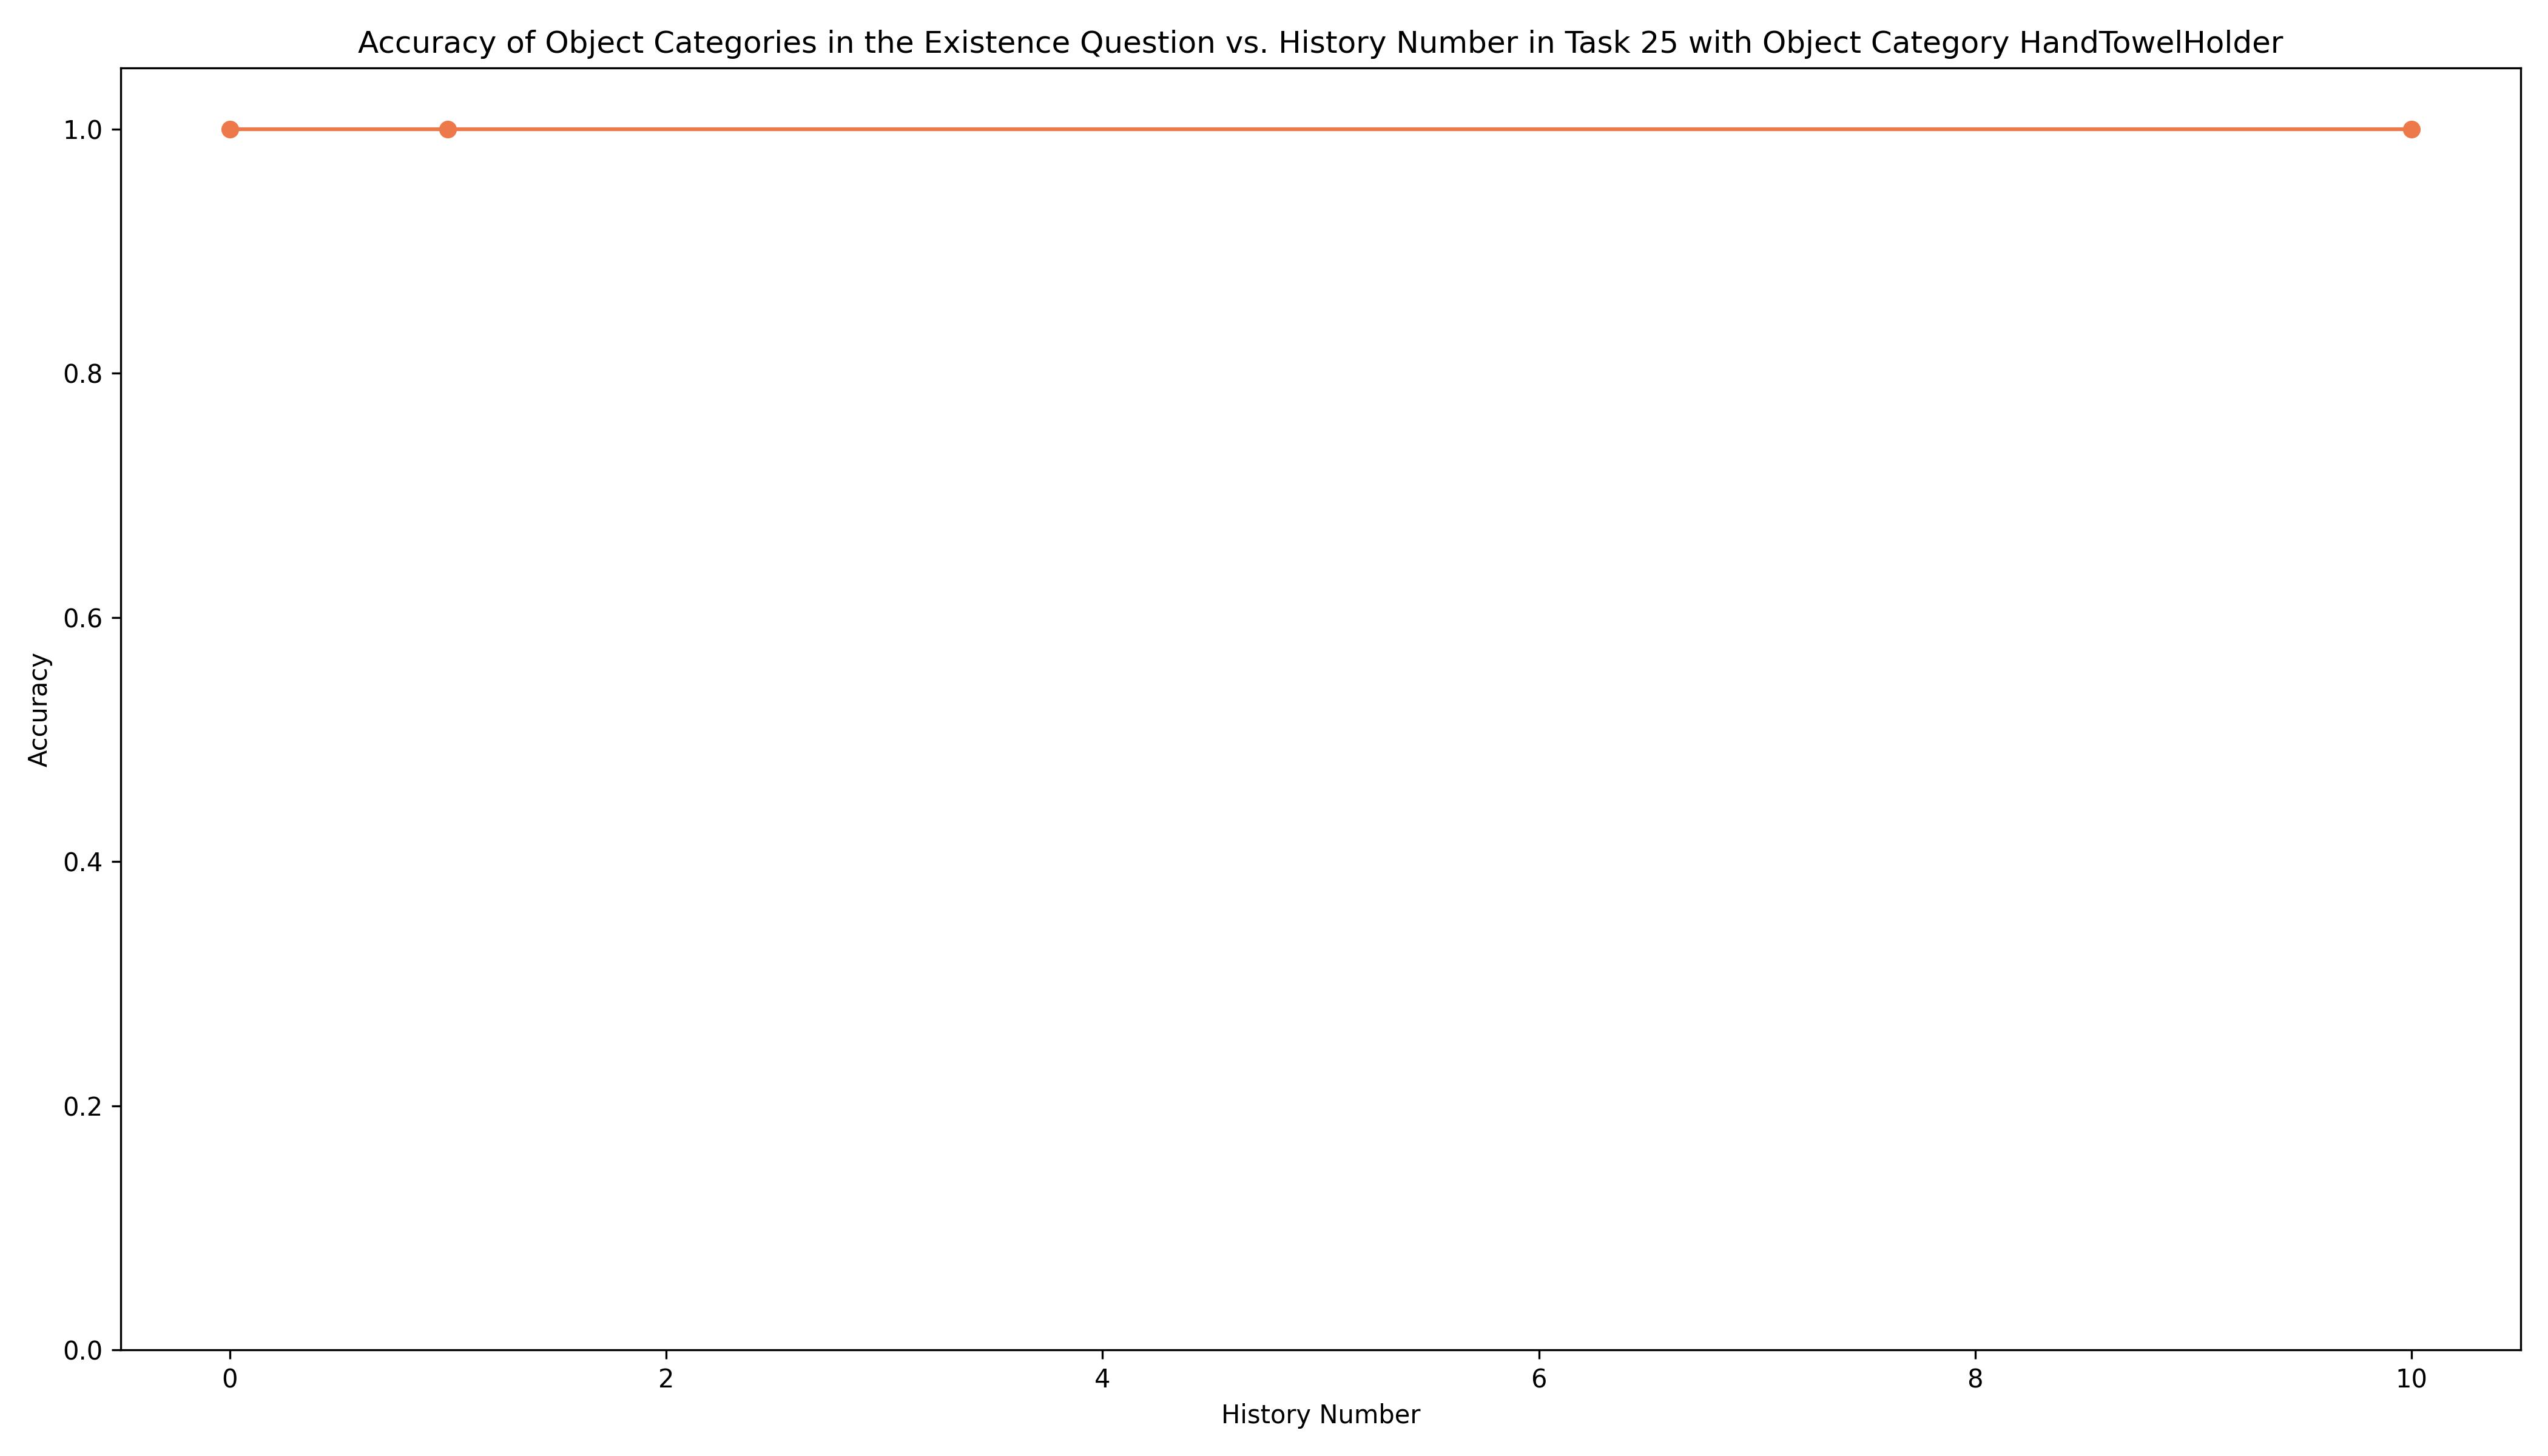 Accuracy of Object Categories in the Existence Question vs. History Number in Task 25 with Object Category HandTowelHolder
1.0
0.8
0.6
0.4
0.2
0.0
Accuracy
0 2 4 6 8 10
History Number